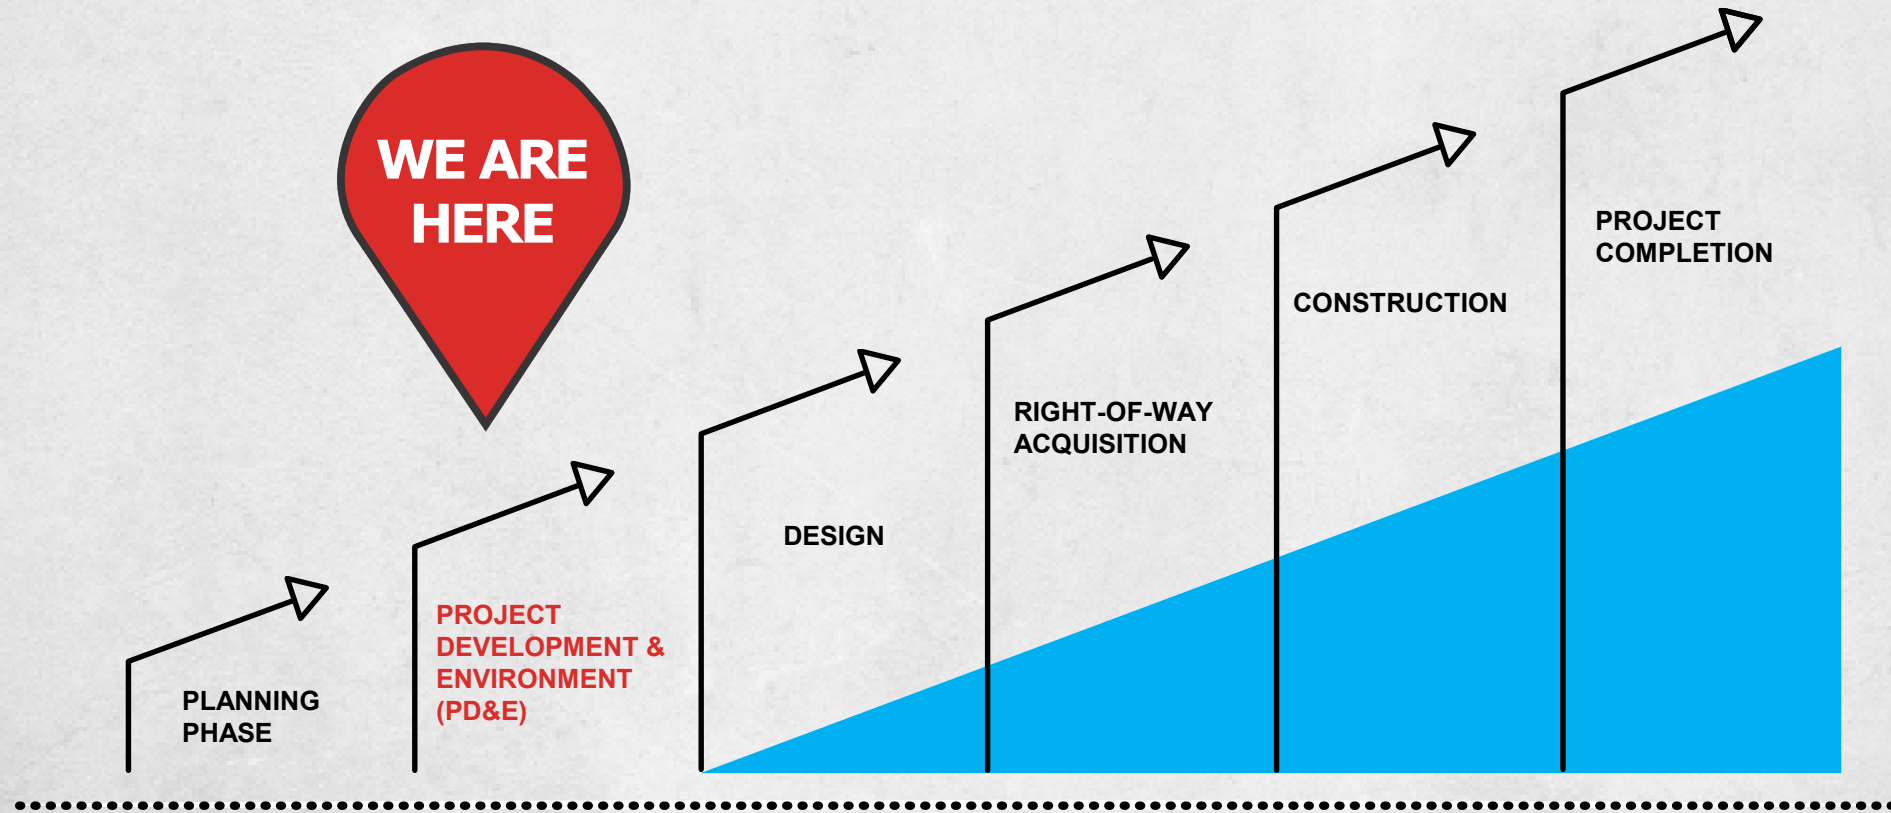 WE ARE
HERE
PLANNING
PHASE
PROJECT
DEVELOPMENT &
ENVIRONMENT
(PD&E)
DESIGN
RIGHT-OF-WAY
ACQUISITION
CONSTRUCTION
PROJECT
COMPLETION